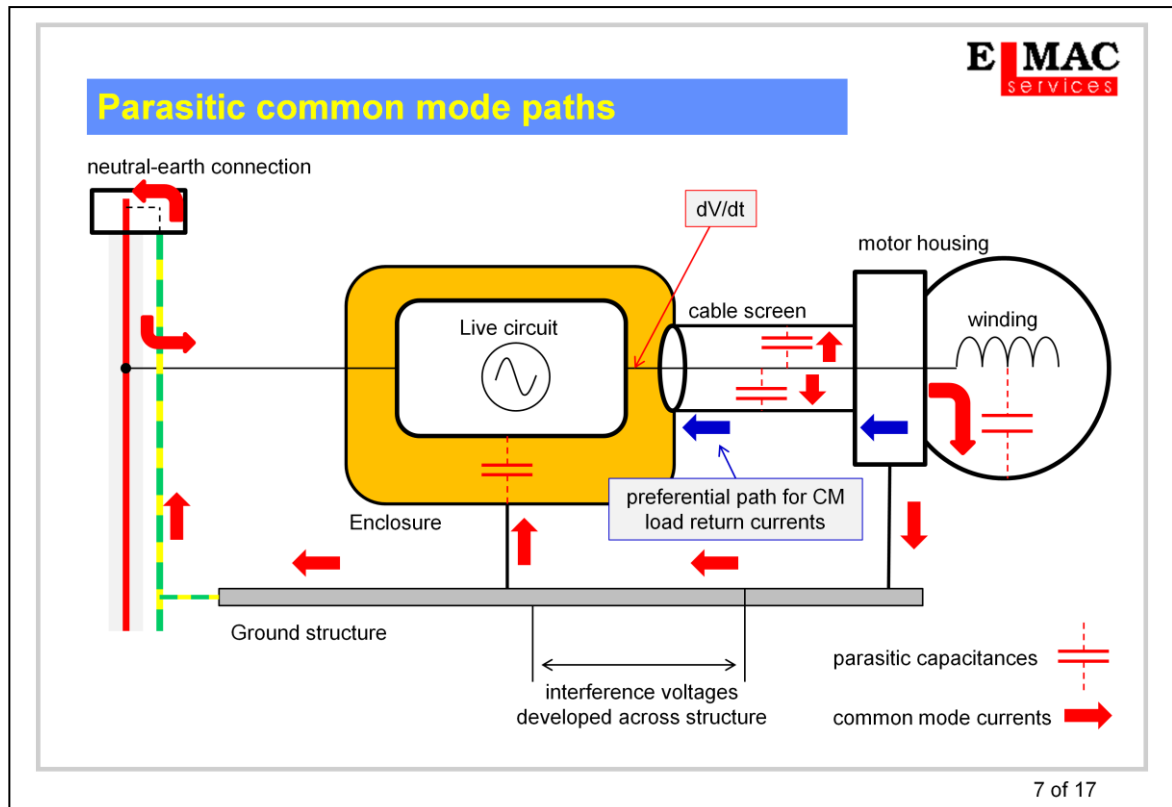 E MAC
services
Parasitic common mode paths
neutral-earth connection
dV/dt
motor housing
cable screen
winding
Live circuit
preferential path for CM
load return currents
Enclosure
Ground structure
interference voltages
developed across structure
parasitic capacitances
common mode currents
7 of 17